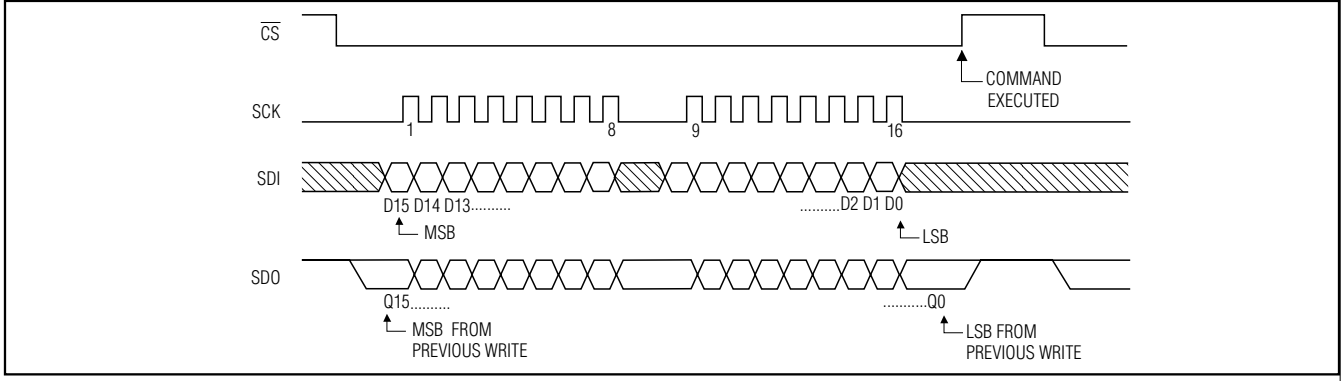 CS
COMMAND
EXECUTED
SCK
1 8 9 16
SDI
D15 D14 D13.......... ..........D2 D1 D0
MSB
LSB
SDO
Q15.......... ...........Q0
MSB FROM
PREVIOUS WRITE
LSB FROM
PREVIOUS WRITE